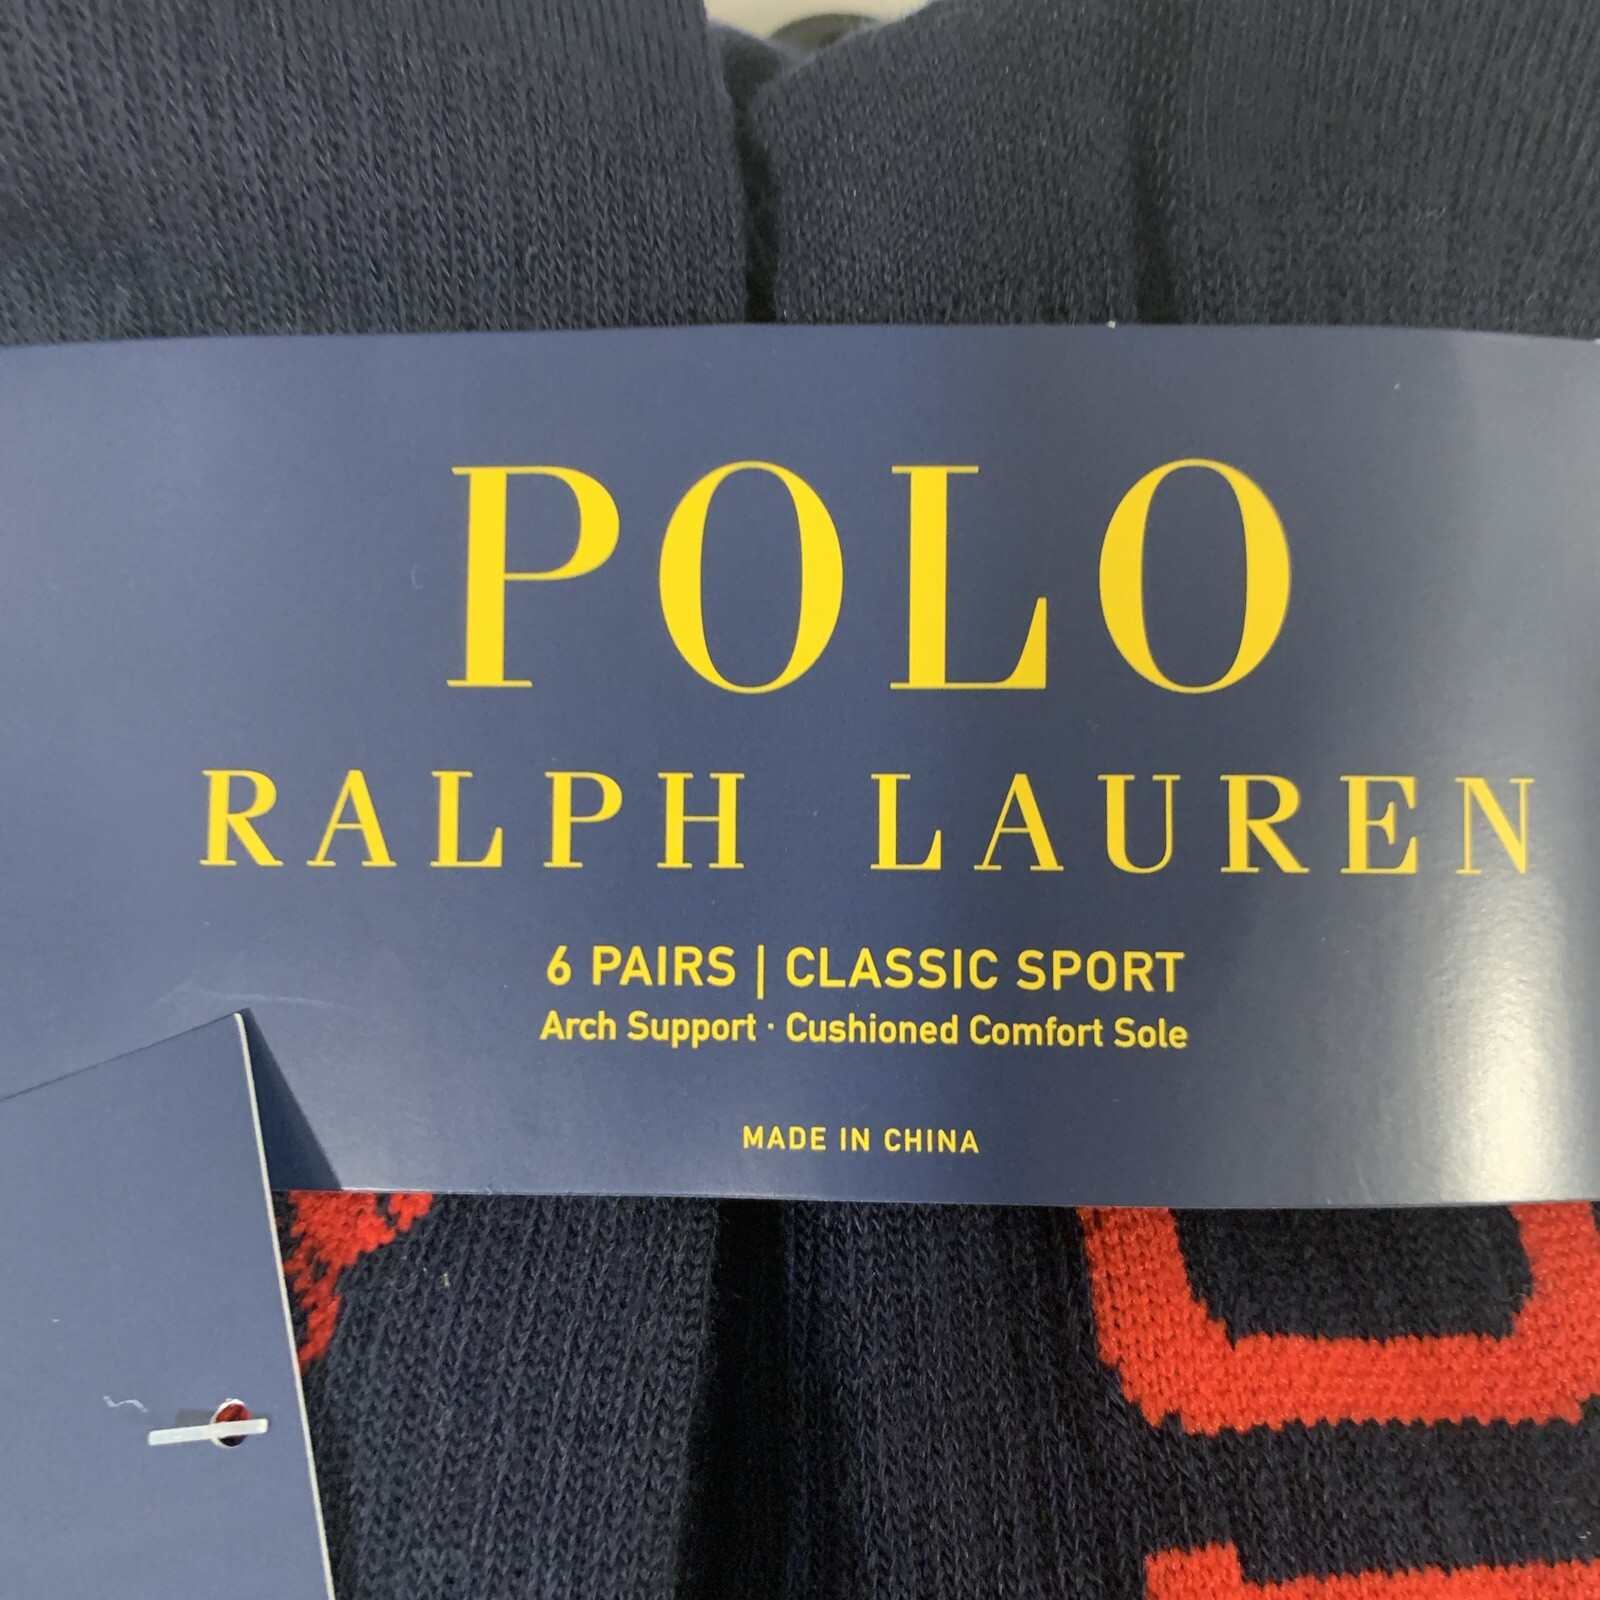 POLO
RALPH LAUREN
6 PAIRS | CLASSIC SPORT
Arch Support · Cushioned Comfort Sole
MADE IN CHINA